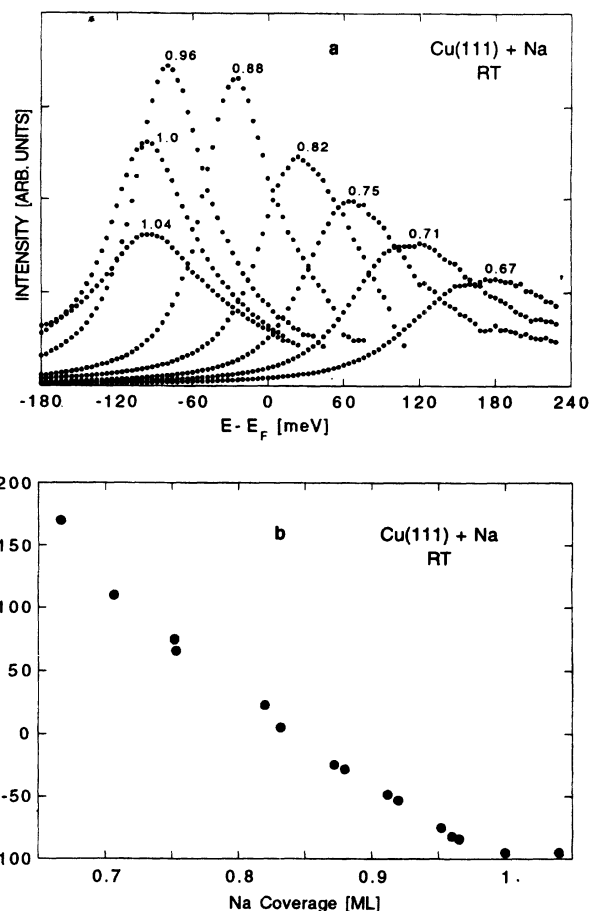 a
Cu(111) + Na
RT
0.96
0.88
1.0
0.82
0.75
1.04
0.71
0.67
INTENSITY [ARB. UNITS]
-180 -120 -60 0 60 120 180 240
E-E_F [meV]
200
150
100
50
0
-50
100
b
Cu(111) + Na
RT
0.7 0.8 0.9 1.
Na Coverage [ML]